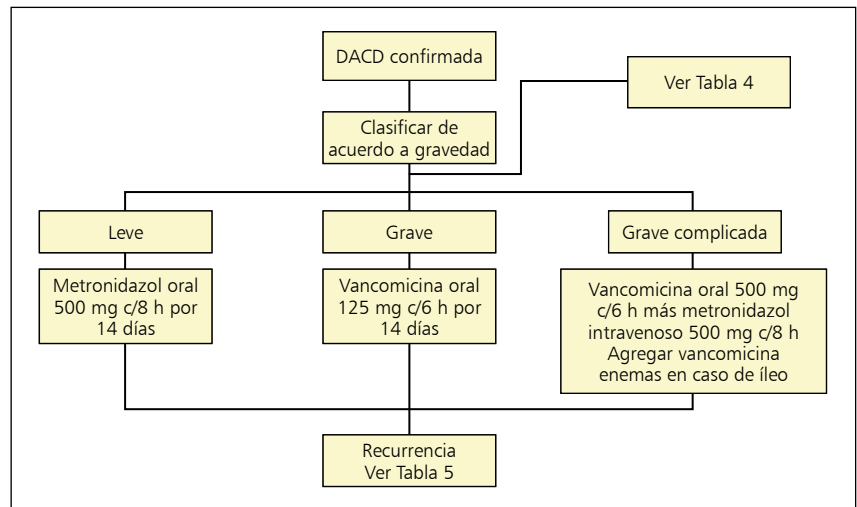 DACD confirmada
Ver Tabla 4
Clasificar de
acuerdo a gravedad
Leve
Grave
Grave complicada
Metronidazol oral
500 mg c/8 h por
14 días
Vancomicina oral
125 mg c/6 h por
14 días
Vancomicina oral 500 mg
c/6 h más metronidazol
intravenoso 500 mg c/8 h
Agregar vancomicina
enemas en caso de íleo
Recurrencia
Ver Tabla 5